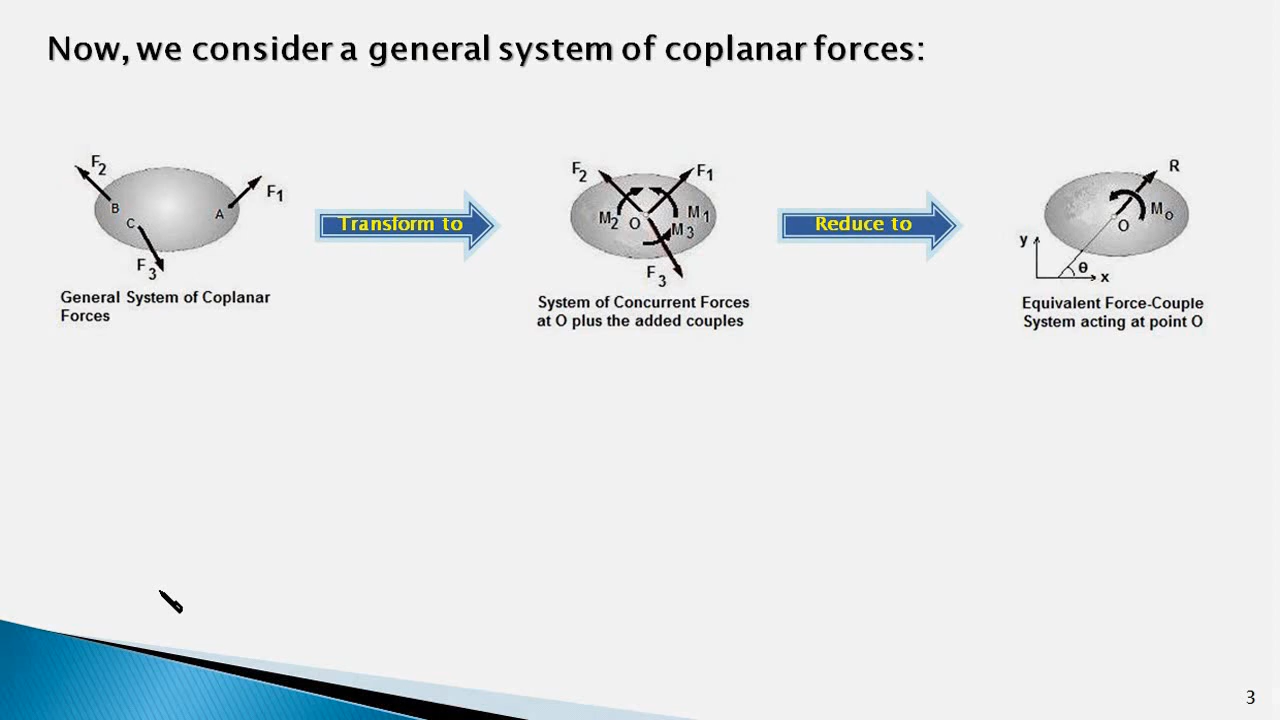 Now, we consider a general system of coplanar forces:
F2
F1
B
C
A
F3
General System of Coplanar
Forces
Transform to
F2
F1
M2
O
M1
M3
F3
System of Concurrent Forces
at O plus the added couples
Reduce to
R
Mo
O
y
θ
x
Equivalent Force-Couple
System acting at point O
3